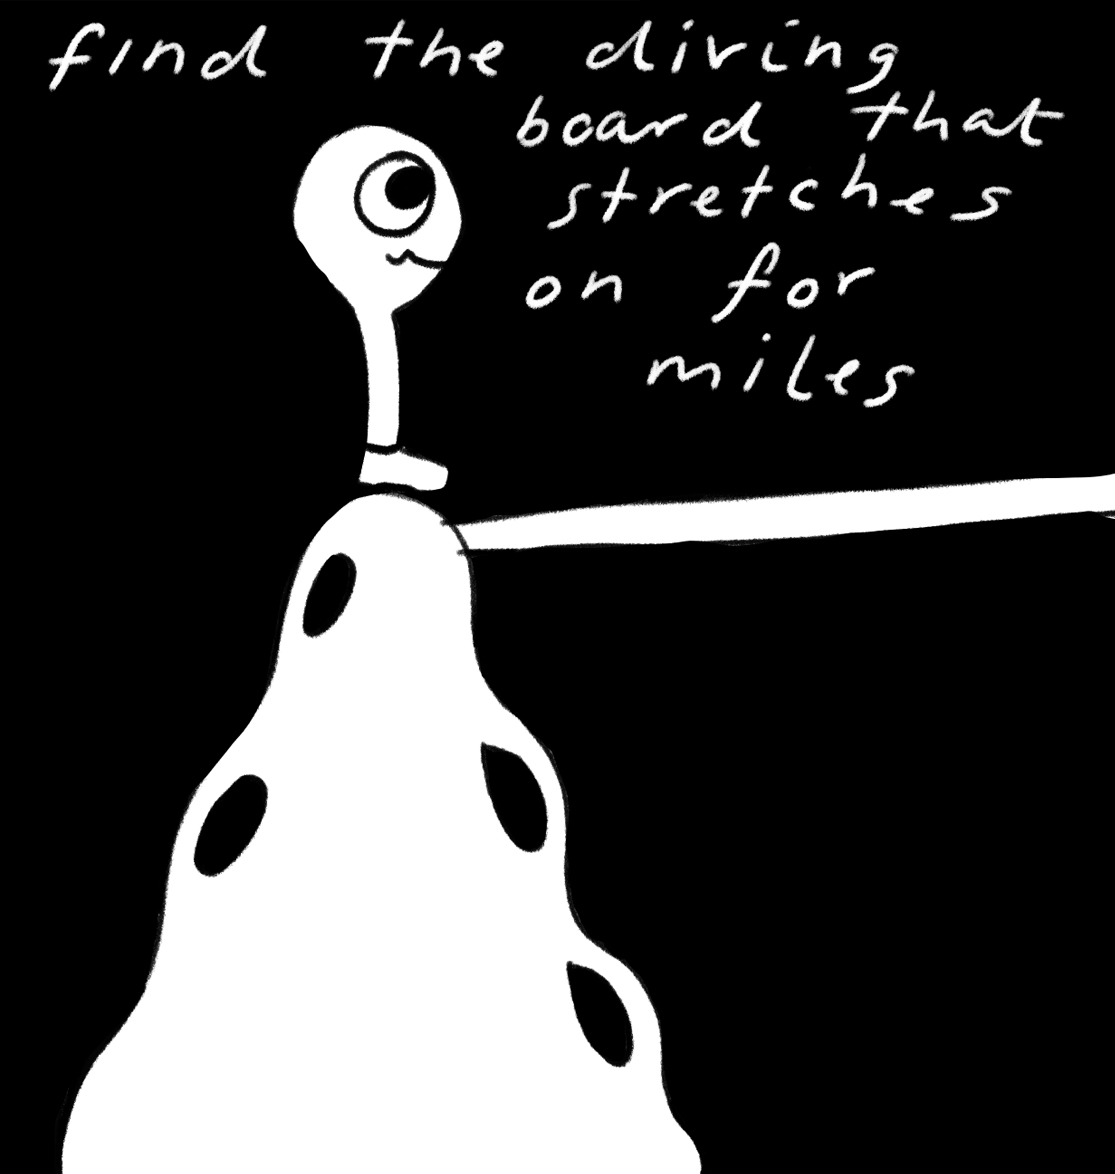 find the diving
board that
stretches
on for
miles